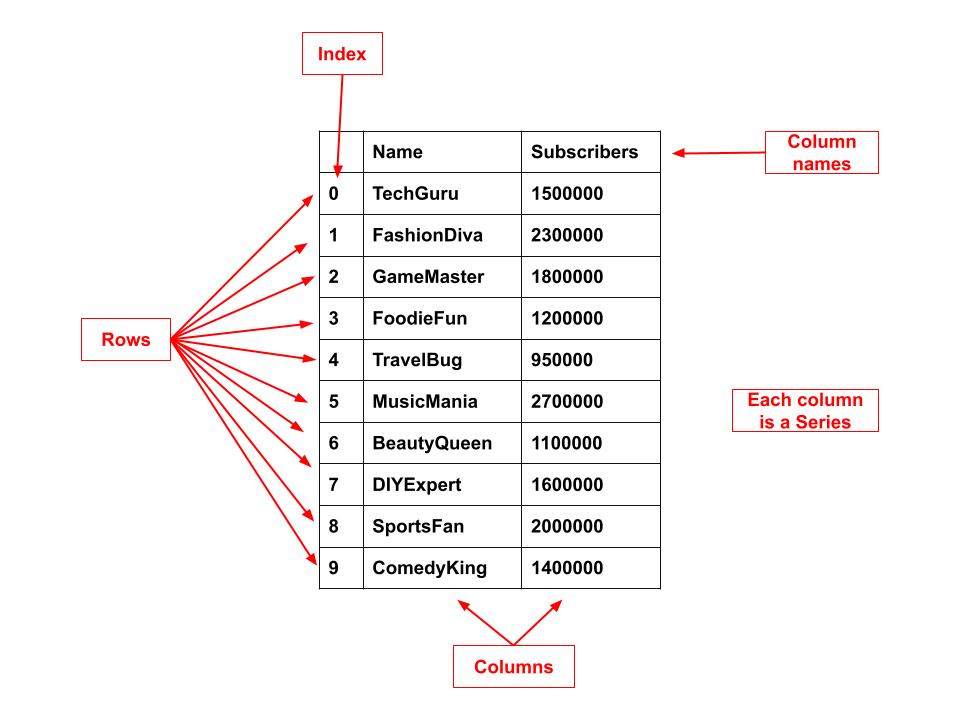 Index
Column
names
Name Subscribers
0 TechGuru 1500000
1 FashionDiva 2300000
2 GameMaster 1800000
3 FoodieFun 1200000
Rows
4 TravelBug 950000
5 MusicMania 2700000
Each column
is a Series
6 BeautyQueen 1100000
7 DIYExpert 1600000
8 SportsFan 2000000
9 ComedyKing 1400000
Columns